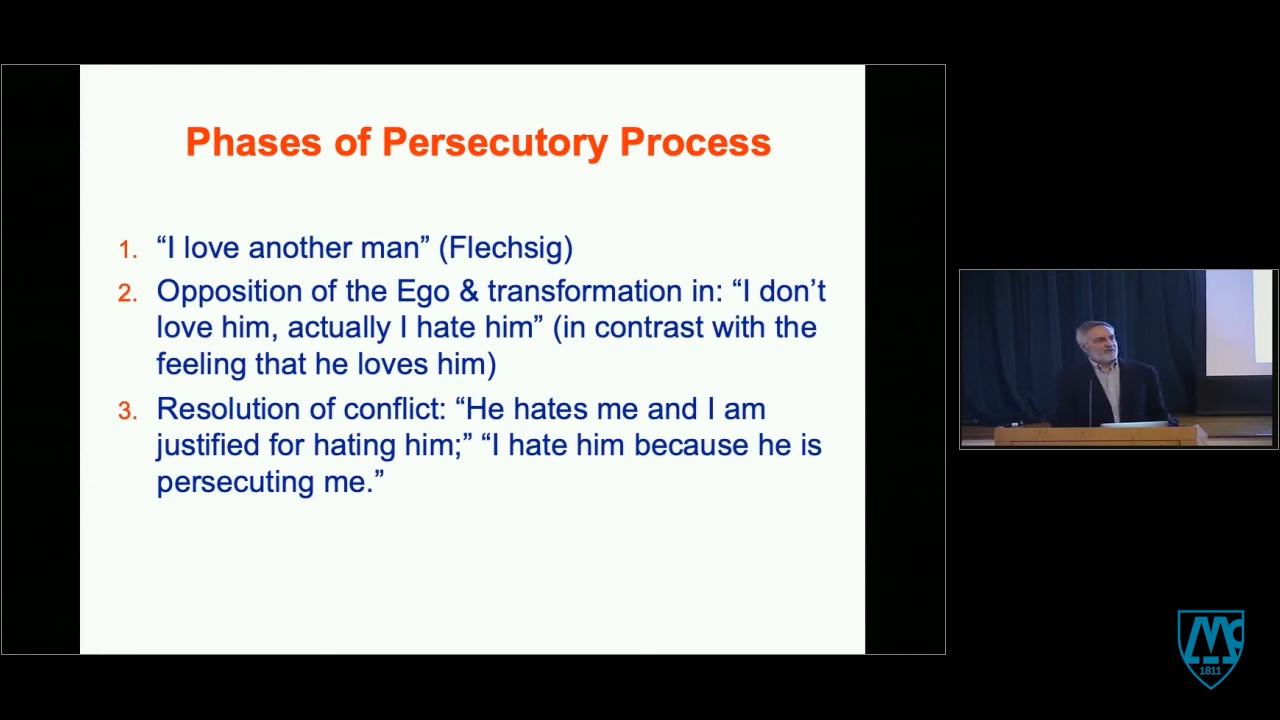 Phases of Persecutory Process
1. “I love another man” (Flechsig)
2. Opposition of the Ego & transformation in: “I don’t
love him, actually I hate him” (in contrast with the
feeling that he loves him)
3. Resolution of conflict: “He hates me and I am
justified for hating him;” “I hate him because he is
persecuting me.”
Mc
1811